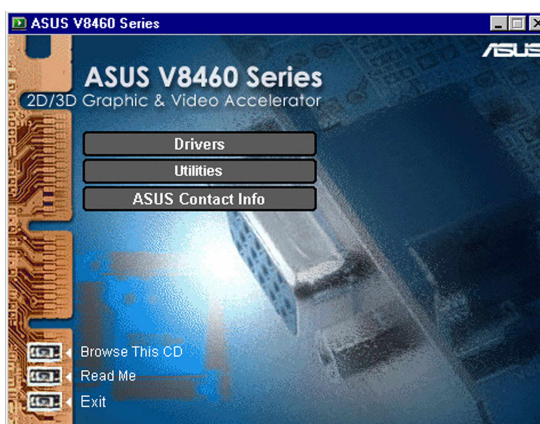 ASUS V8460 Series
ASUS
ASUS V8460 Series
2D/3D Graphic & Video Accelerator
Drivers
Utilities
ASUS Contact Info
Browse This CD
Read Me
Exit